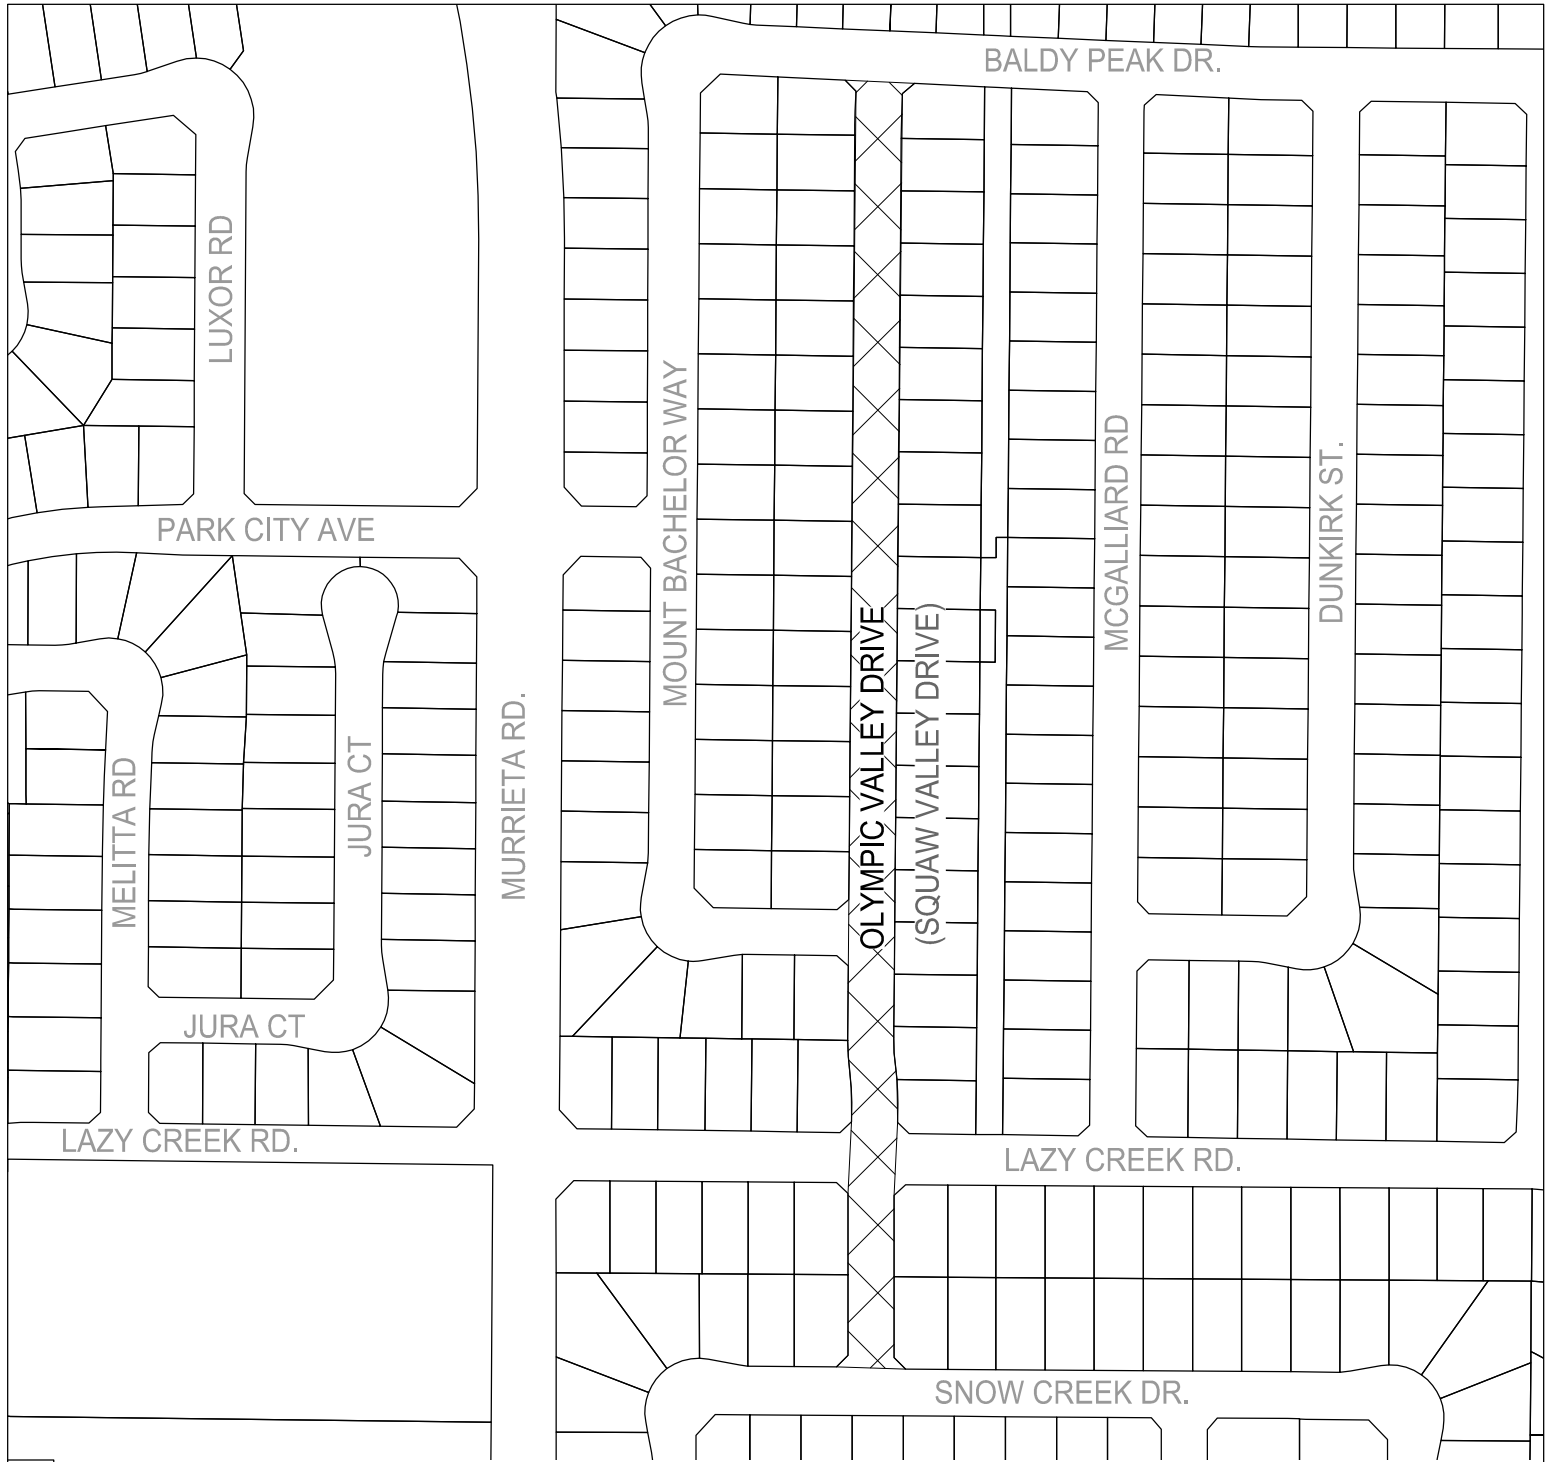 BALDY PEAK DR.
LUXOR RD
PARK CITY AVE
MOUNT BACHELOR WAY
MCGALLIARD RD
DUNKIRK ST.
OLYMPIC VALLEY DRIVE
(SQUAW VALLEY DRIVE)
MURRIETA RD.
JURA CT
MELITTA RD
JURA CT
LAZY CREEK RD.
LAZY CREEK RD.
SNOW CREEK DR.